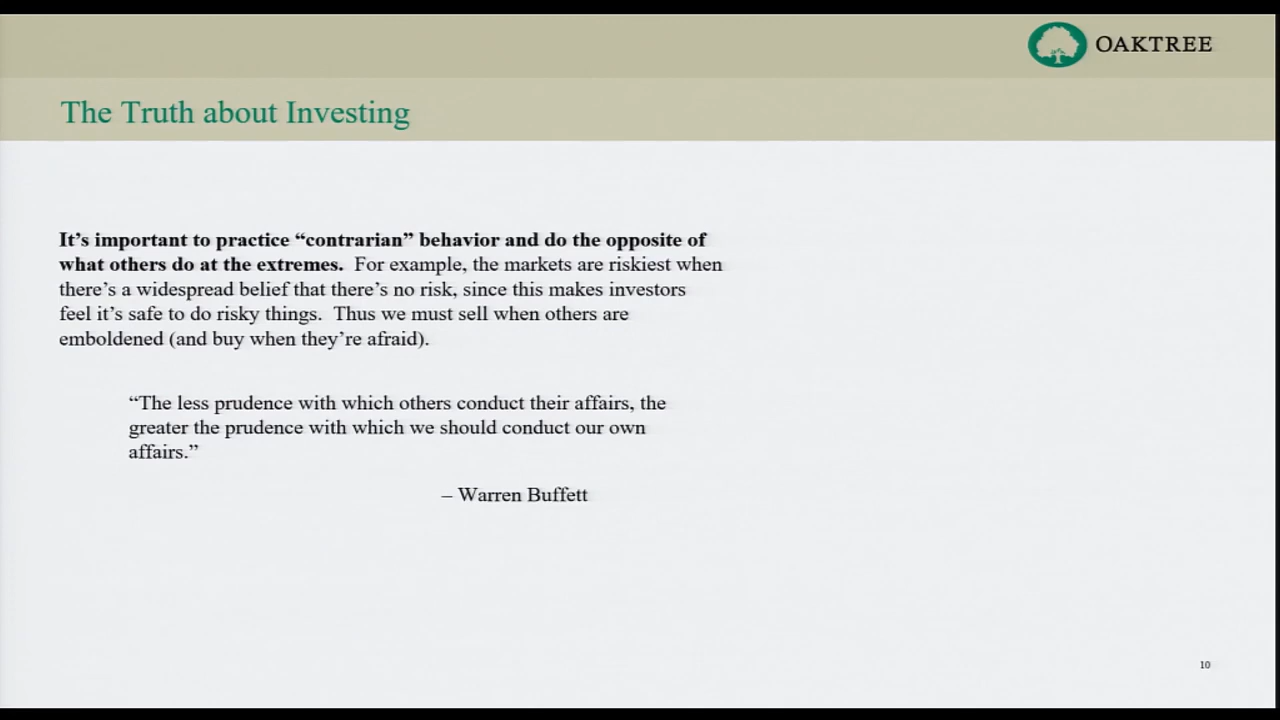 OAKTREE
The Truth about Investing
It’s important to practice “contrarian” behavior and do the opposite of
what others do at the extremes.  For example, the markets are riskiest when
there’s a widespread belief that there’s no risk, since this makes investors
feel it’s safe to do risky things.  Thus we must sell when others are
emboldened (and buy when they’re afraid).
“The less prudence with which others conduct their affairs, the
greater the prudence with which we should conduct our own
affairs.”
– Warren Buffett
10